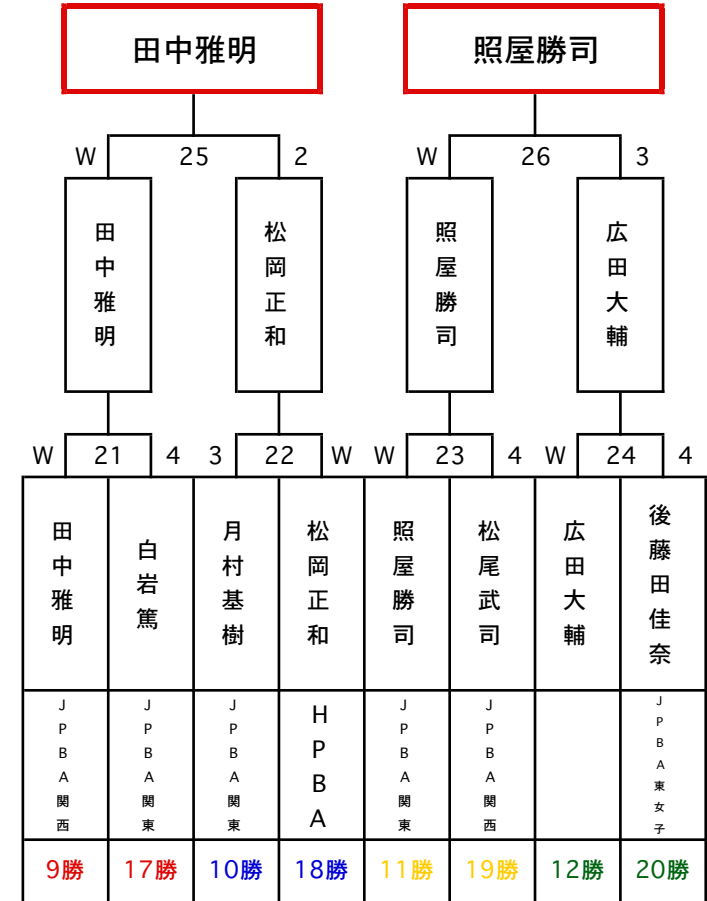 田中雅明 照屋勝司
W 25 2 W 26 3
田中雅明 松岡正和 照屋勝司 広田大輔
W 21 4 3 22 W W 23 4 W 24 4
田中雅明 白岩篤 月村基樹 松岡正和 照屋勝司 松尾武司 広田大輔 後藤田佳奈
JPBA関西 JPBA関東 JPBA関東 HPBA JPBA関東 JPBA関西 JPBA東女子
9勝 17勝 10勝 18勝 11勝 19勝 12勝 20勝